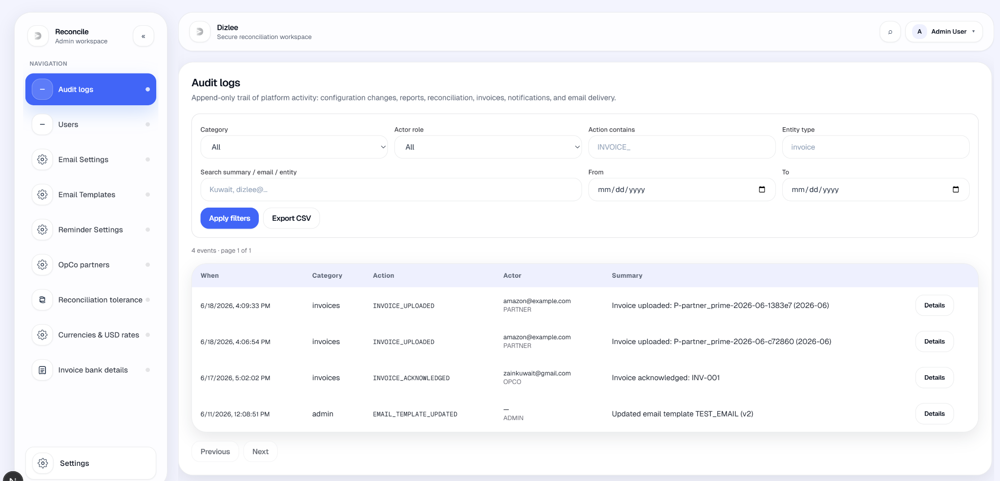 Reconcile
Admin workspace
«
NAVIGATION
Audit logs
Users
Email Settings
Email Templates
Reminder Settings
OpCo partners
Reconciliation tolerance
Currencies & USD rates
Invoice bank details
Settings
Dizlee
Secure reconciliation workspace
A Admin User
Audit logs
Append-only trail of platform activity: configuration changes, reports, reconciliation, invoices, notifications, and email delivery.
Category Actor role Action contains Entity type
All All INVOICE_ invoice
Search summary / email / entity From To
Kuwait, dizlee@... mm/dd/yyyy mm/dd/yyyy
Apply filters Export CSV
4 events · page 1 of 1
When Category Action Actor Summary
6/18/2026, 4:09:33 PM invoices INVOICE_UPLOADED amazon@example.com PARTNER Invoice uploaded: P-partner_prime-2026-06-1383e7 (2026-06) Details
6/18/2026, 4:06:54 PM invoices INVOICE_UPLOADED amazon@example.com PARTNER Invoice uploaded: P-partner_prime-2026-06-c72860 (2026-06) Details
6/17/2026, 5:02:02 PM invoices INVOICE_ACKNOWLEDGED zainkuwait@gmail.com OPCO Invoice acknowledged: INV-001 Details
6/11/2026, 12:08:51 PM admin EMAIL_TEMPLATE_UPDATED — ADMIN Updated email template TEST_EMAIL (v2) Details
Previous Next